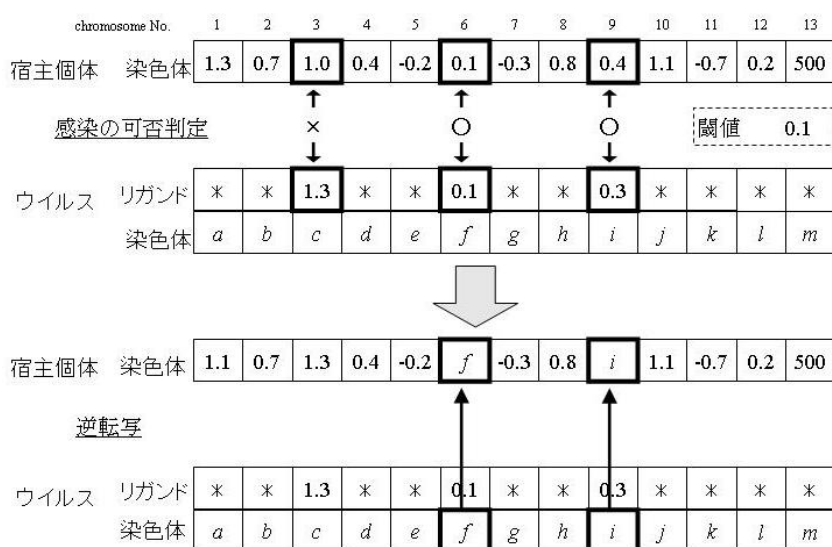 chromosome No. 1 2 3 4 5 6 7 8 9 10 11 12 13
宿主個体 染色体 1.3 0.7 1.0 0.4 -0.2 0.1 -0.3 0.8 0.4 1.1 -0.7 0.2 500
感染の可否判定 × ○ ○ 閾値 0.1
ウイルス リガンド * * 1.3 * * 0.1 * * 0.3 * * * *
染色体 a b c d e f g h i j k l m
宿主個体 染色体 1.1 0.7 1.3 0.4 -0.2 f -0.3 0.8 i 1.1 -0.7 0.2 500
逆転写
ウイルス リガンド * * 1.3 * * 0.1 * * 0.3 * * * *
染色体 a b c d e f g h i j k l m